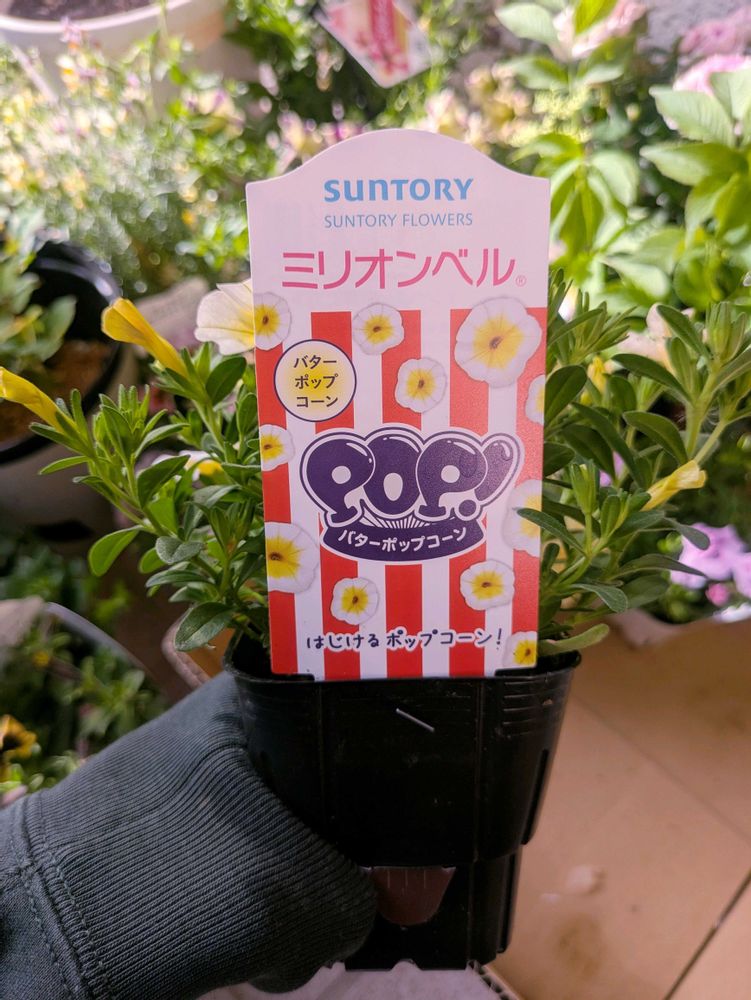 SUNTORY
SUNTORY FLOWERS
ミリオンベル®
バター
ポップ
コーン
POP!
バターポップコーン
はじけるポップコーン!